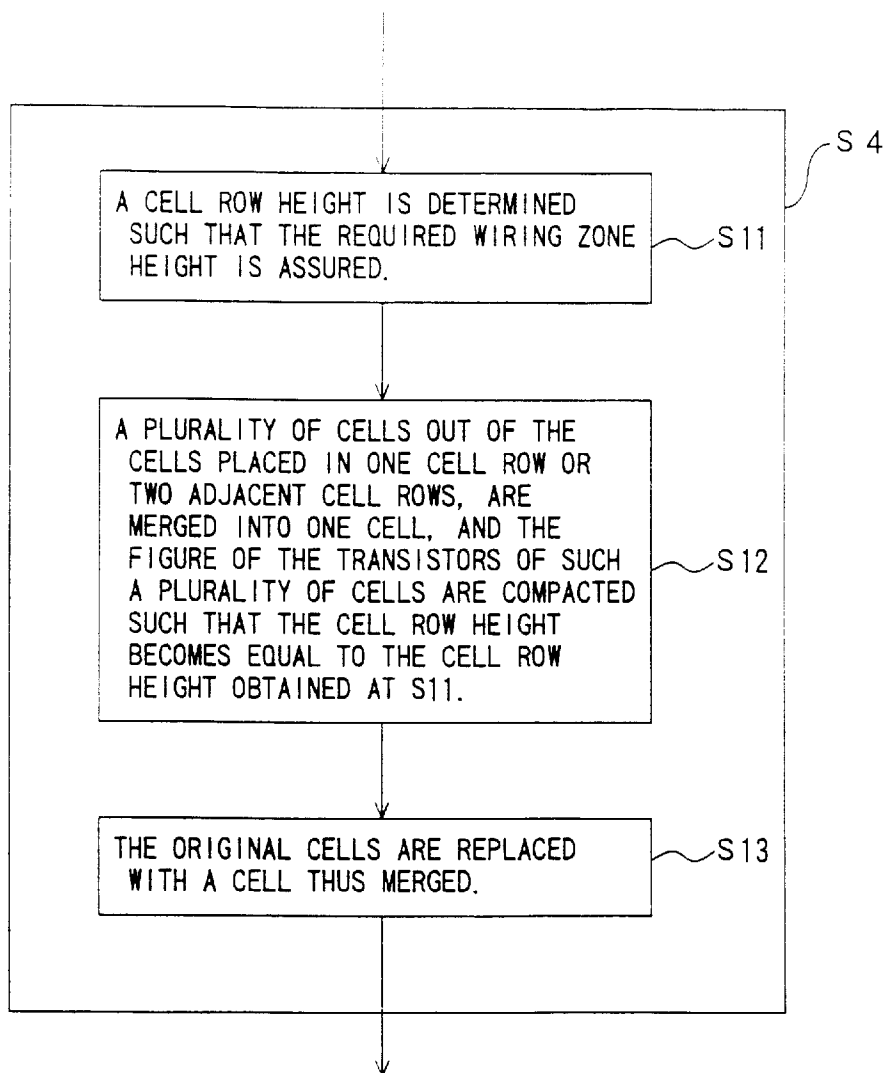 S 4
A CELL ROW HEIGHT IS DETERMINED
SUCH THAT THE REQUIRED WIRING ZONE
HEIGHT IS ASSURED.
S11
A PLURALITY OF CELLS OUT OF THE
CELLS PLACED IN ONE CELL ROW OR
TWO ADJACENT CELL ROWS, ARE
MERGED INTO ONE CELL, AND THE
FIGURE OF THE TRANSISTORS OF SUCH
A PLURALITY OF CELLS ARE COMPACTED
SUCH THAT THE CELL ROW HEIGHT
BECOMES EQUAL TO THE CELL ROW
HEIGHT OBTAINED AT S11.
S12
THE ORIGINAL CELLS ARE REPLACED
WITH A CELL THUS MERGED.
S13